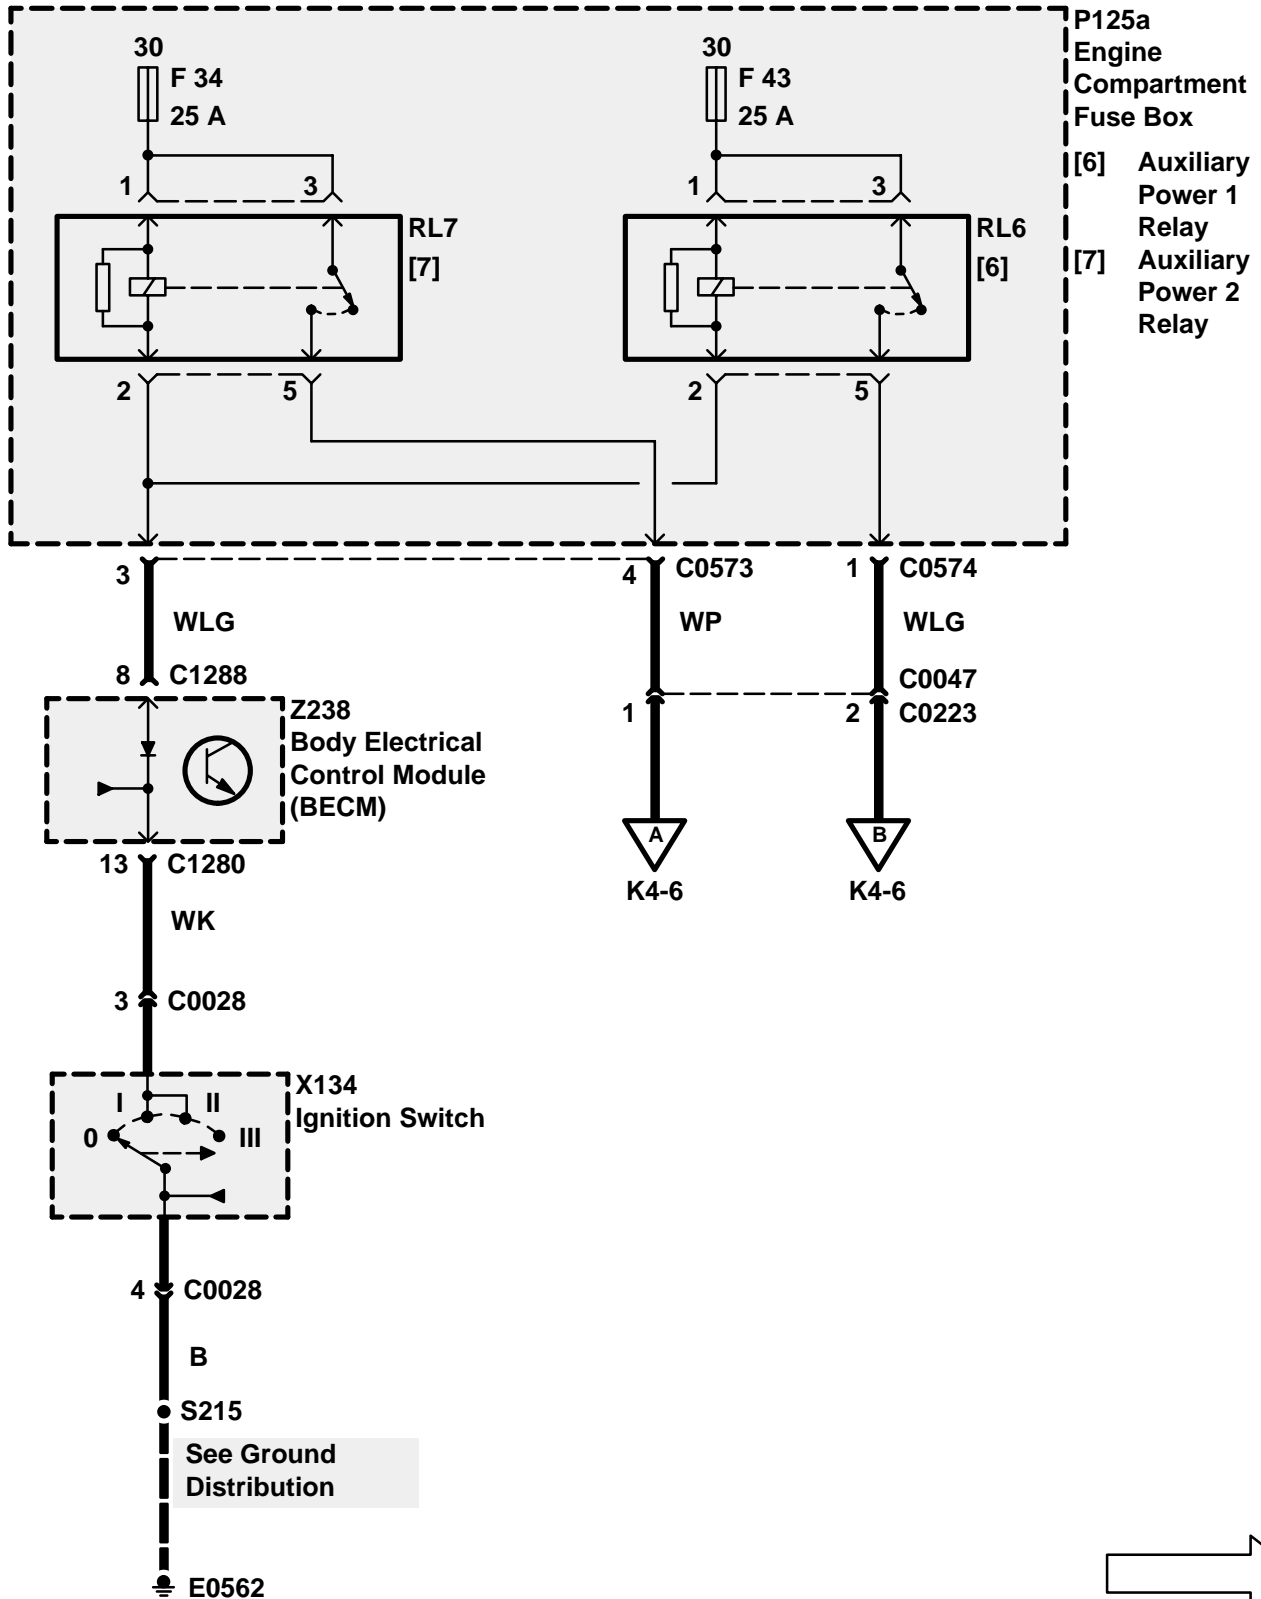 P125a
Engine
Compartment
Fuse Box
[6] Auxiliary
Power 1
Relay
[7] Auxiliary
Power 2
Relay
30
F 34
25 A
30
F 43
25 A
1 3
1 3
RL7
[7]
RL6
[6]
2 5
2 5
3
4 C0573
1 C0574
WLG
WP
WLG
8 C1288
C0047
1
2 C0223
Z238
Body Electrical
Control Module
(BECM)
A
B
K4-6
K4-6
13 C1280
WK
3 C0028
X134
Ignition Switch
I II
0 III
4 C0028
B
S215
See Ground
Distribution
E0562